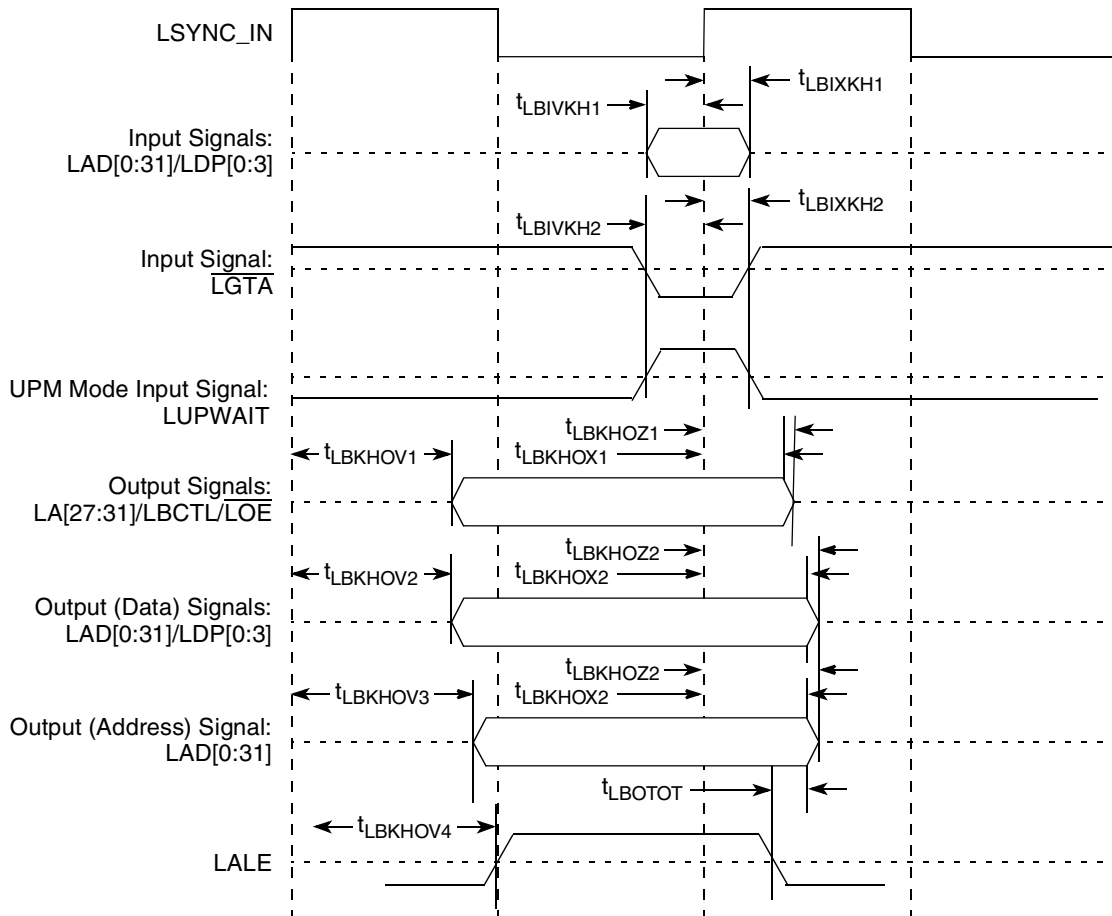 LSYNC_IN
tLBIXKH1
tLBIVKH1
Input Signals:
LAD[0:31]/LDP[0:3]
tLBIXKH2
tLBIVKH2
Input Signal:
LGTA
UPM Mode Input Signal:
LUPWAIT
tLBKHOZ1
tLBKHOV1
tLBKHOX1
Output Signals:
LA[27:31]/LBCTL/LOE
tLBKHOZ2
tLBKHOV2
tLBKHOX2
Output (Data) Signals:
LAD[0:31]/LDP[0:3]
tLBKHOZ2
tLBKHOV3
tLBKHOX2
Output (Address) Signal:
LAD[0:31]
tLBOTOT
tLBKHOV4
LALE